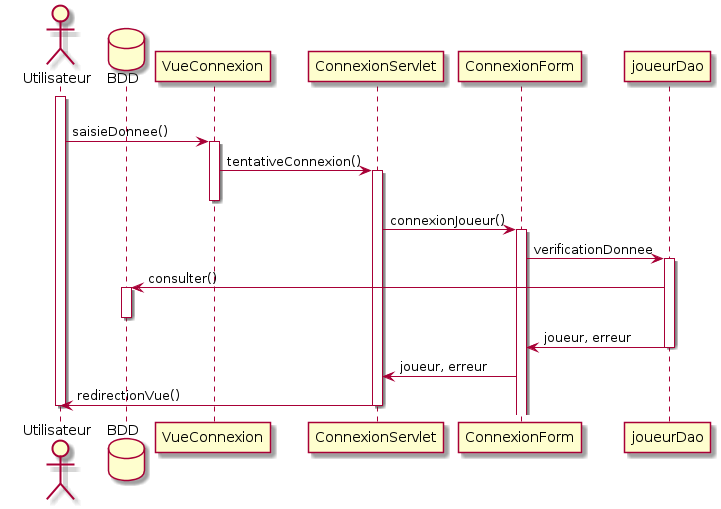 Utilisateur
BDD
VueConnexion
ConnexionServlet
ConnexionForm
joueurDao
saisieDonnee()
tentativeConnexion()
connexionJoueur()
verificationDonnee
consulter()
joueur, erreur
joueur, erreur
redirectionVue()
Utilisateur
BDD
VueConnexion
ConnexionServlet
ConnexionForm
joueurDao